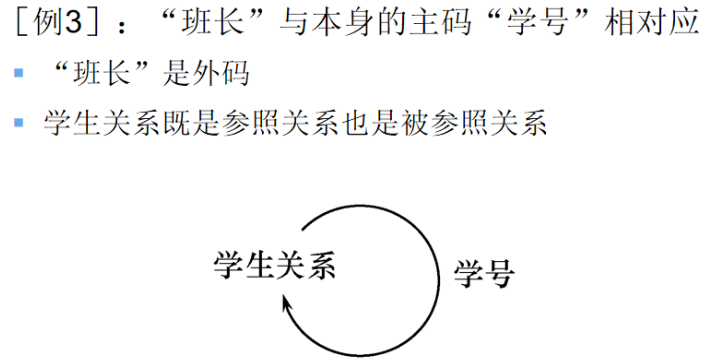 ［例3］：“班长”与本身的主码“学号”相对应
“班长”是外码
学生关系既是参照关系也是被参照关系
学生关系
学号